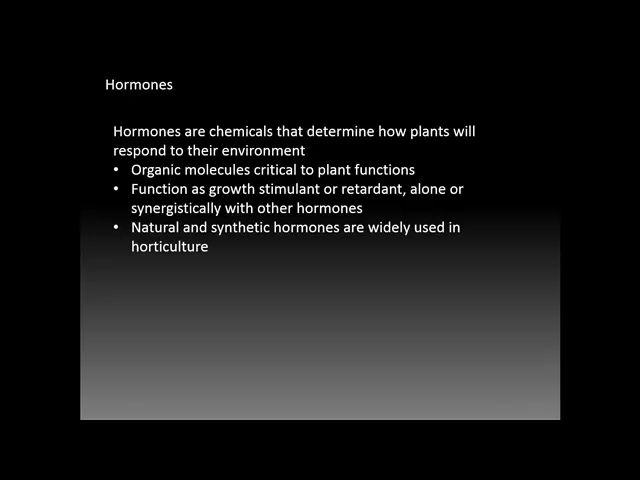 Hormones
Hormones are chemicals that determine how plants will
respond to their environment
• Organic molecules critical to plant functions
• Function as growth stimulant or retardant, alone or
synergistically with other hormones
• Natural and synthetic hormones are widely used in
horticulture